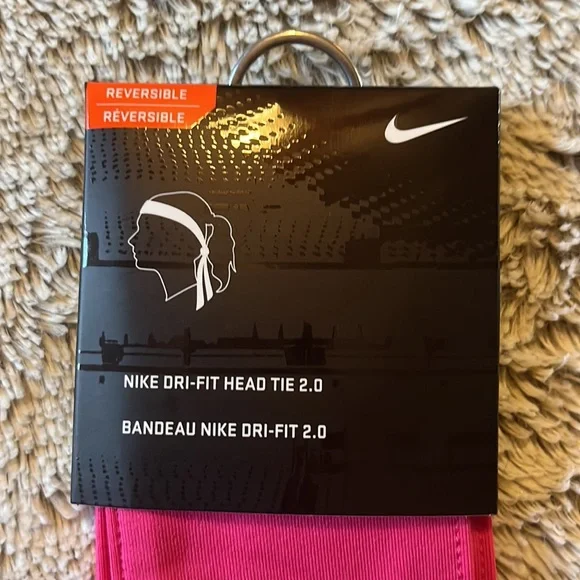 REVERSIBLE
RÉVERSIBLE
NIKE DRI-FIT HEAD TIE 2.0
BANDEAU NIKE DRI-FIT 2.0